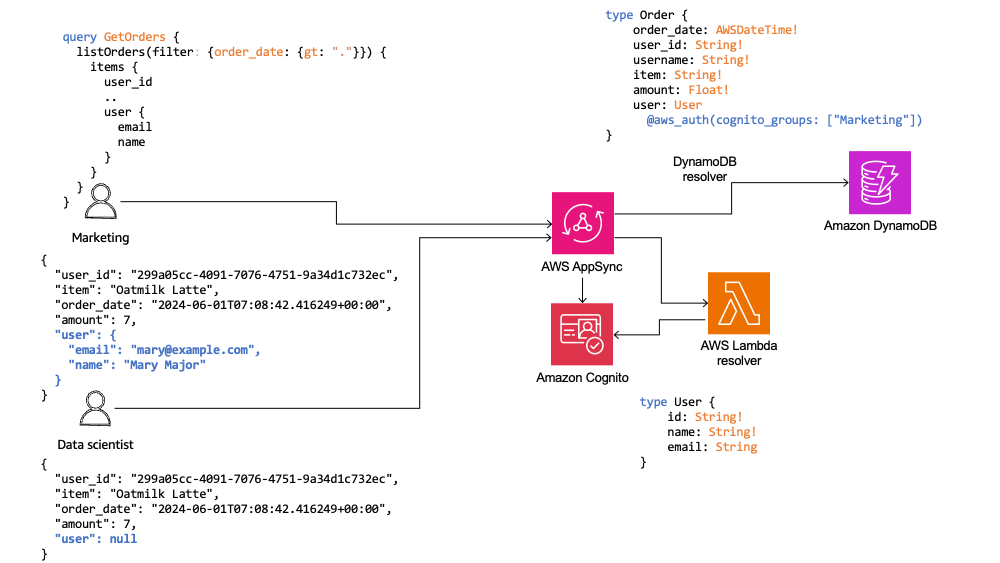 query GetOrders {
listOrders(filter: {order_date: {gt: "."}}) {
items {
user_id
..
user {
email
name
}
}
}
}
Marketing
{
"user_id": "299a05cc-4091-7076-4751-9a34d1c732ec",
"item": "Oatmilk Latte",
"order_date": "2024-06-01T07:08:42.416249+00:00",
"amount": 7,
"user": {
"email": "mary@example.com",
"name": "Mary Major"
}
}
Data scientist
{
"user_id": "299a05cc-4091-7076-4751-9a34d1c732ec",
"item": "Oatmilk Latte",
"order_date": "2024-06-01T07:08:42.416249+00:00",
"amount": 7,
"user": null
}
type Order {
order_date: AWSDateTime!
user_id: String!
username: String!
item: String!
amount: Float!
user: User
@aws_auth(cognito_groups: ["Marketing"])
}
DynamoDB
resolver
Amazon DynamoDB
AWS AppSync
Amazon Cognito
AWS Lambda
resolver
type User {
id: String!
name: String!
email: String
}